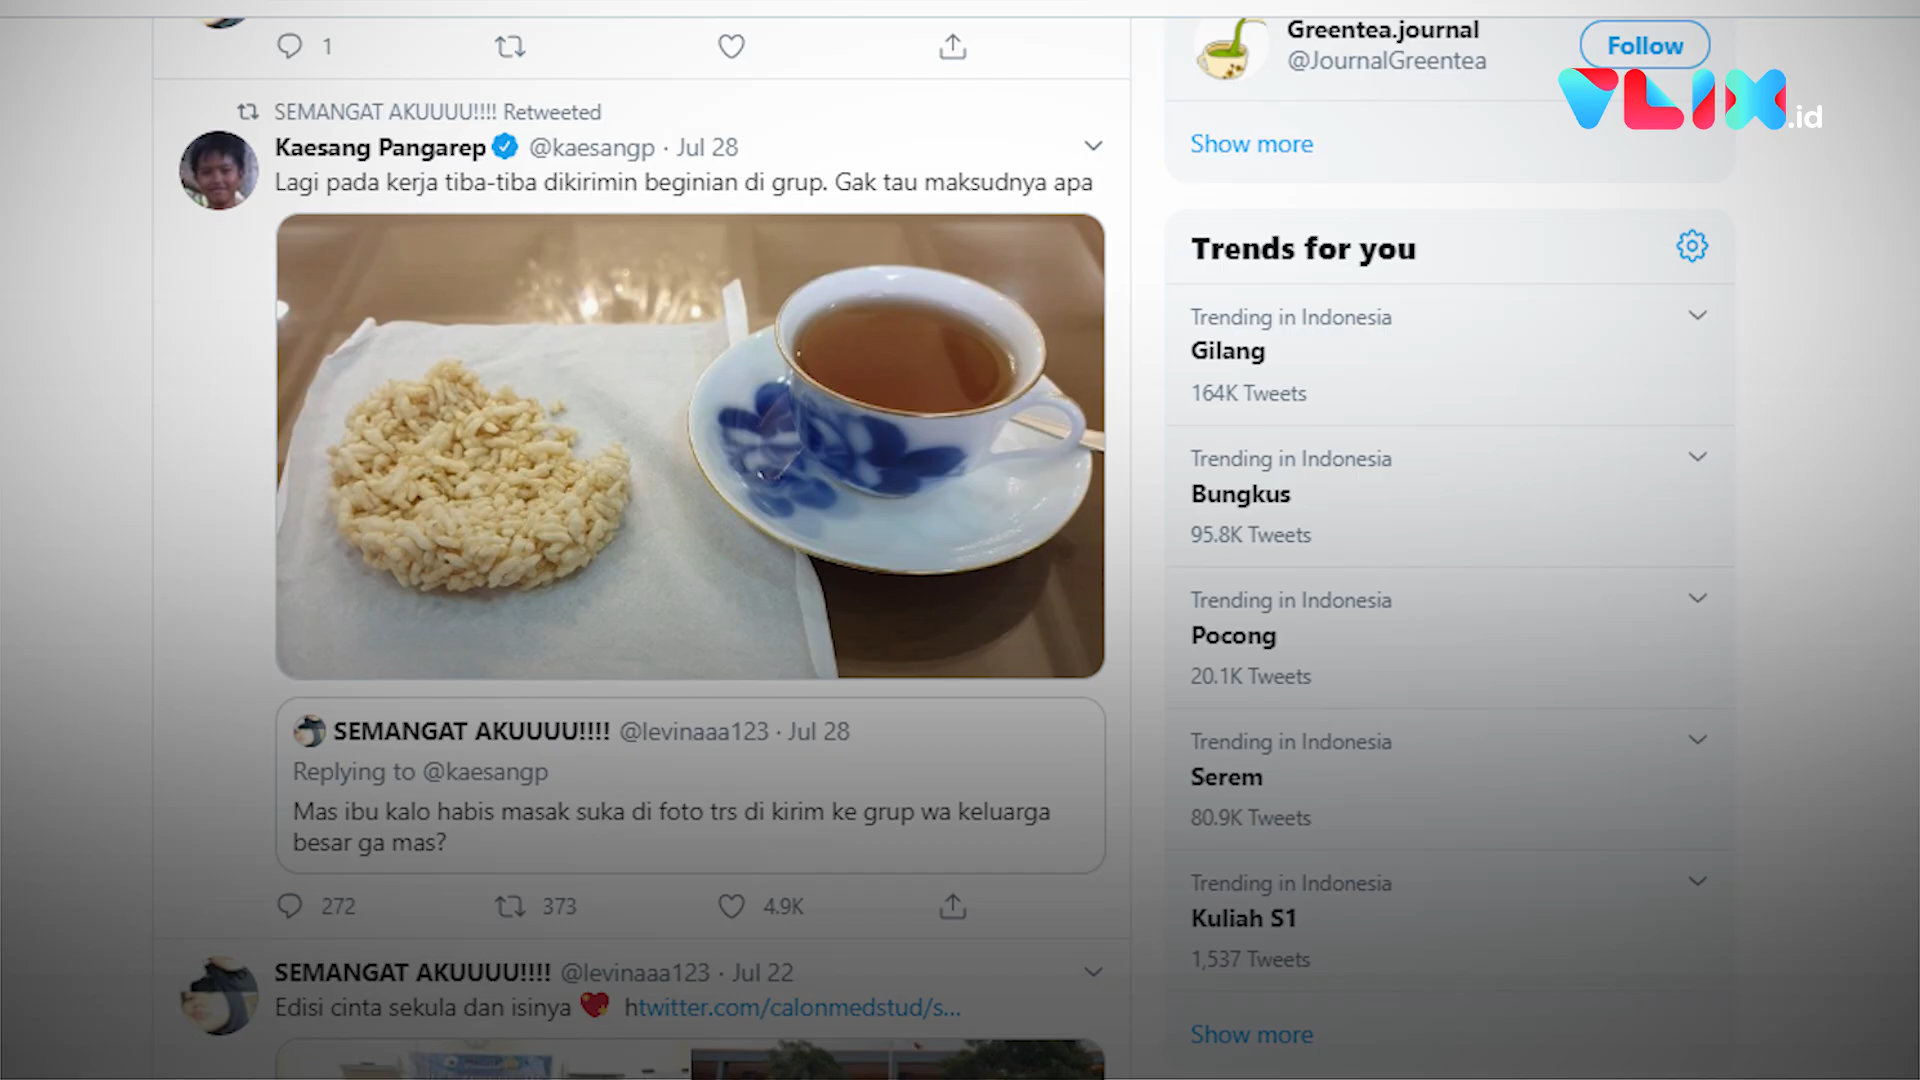 1
SEMANGAT AKUUUU!!!! Retweeted
Kaesang Pangarep @kaesangp · Jul 28
Lagi pada kerja tiba-tiba dikirimin beginian di grup. Gak tau maksudnya apa
SEMANGAT AKUUUU!!!! @levinaaa123 · Jul 28
Replying to @kaesangp
Mas ibu kalo habis masak suka di foto trs di kirim ke grup wa keluarga
besar ga mas?
272 373 4.9K
SEMANGAT AKUUUU!!!! @levinaaa123 · Jul 22
Edisi cinta sekula dan isinya htwitter.com/calonmedstud/s...
Greentea.journal
@JournalGreentea
Follow
VLIX.id
Show more
Trends for you
Trending in Indonesia
Gilang
164K Tweets
Trending in Indonesia
Bungkus
95.8K Tweets
Trending in Indonesia
Pocong
20.1K Tweets
Trending in Indonesia
Serem
80.9K Tweets
Trending in Indonesia
Kuliah S1
1,537 Tweets
Show more